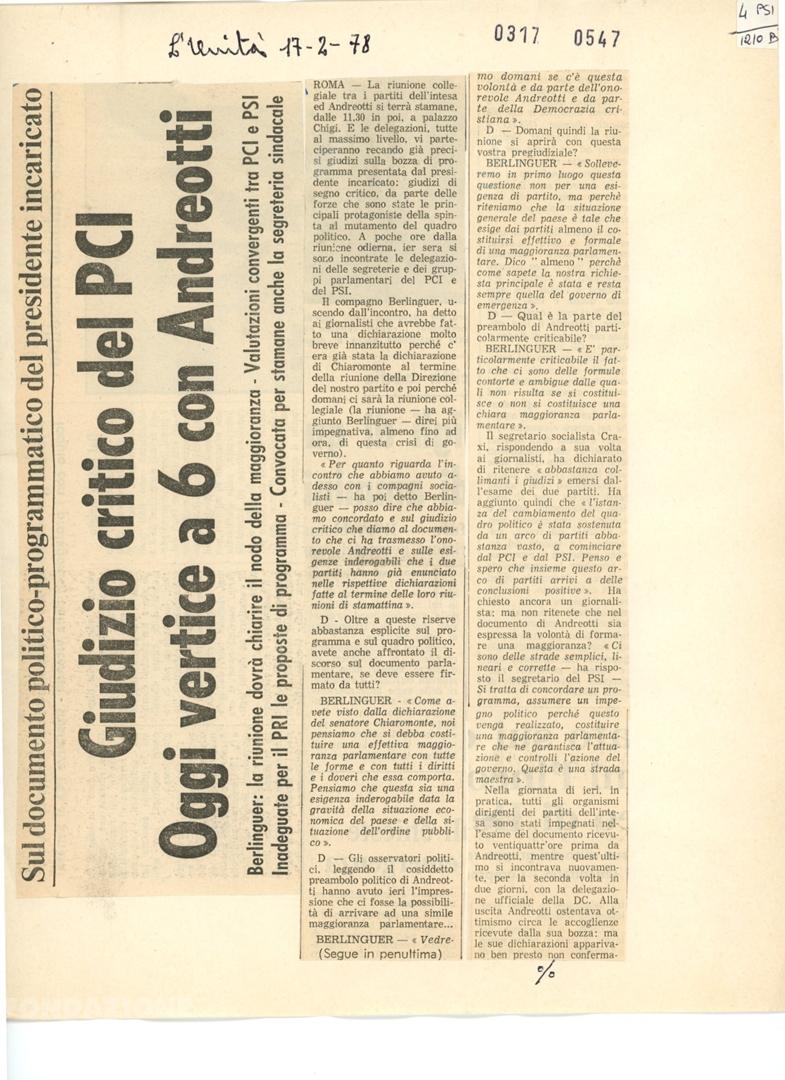 L'Unità 17-2-78
0317 0547
4 PSI
1210 B
Sul documento politico-programmatico del presidente incaricato
Giudizio critico del PCI
Oggi vertice a 6 con Andreotti
Berlinguer: la riunione dovrà chiarire il nodo della maggioranza - Valutazioni convergenti tra PCI e PSI
Inadeguate per il PRI le proposte di programma - Convocata per stamane anche la segreteria sindacale
ROMA — La riunione colle-
giale tra i partiti dell'intesa
ed Andreotti si terrà stamane,
dalle 11,30 in poi, a palazzo
Chigi. E le delegazioni, tutte
al massimo livello, vi parte-
ciperanno recando già preci-
si giudizi sulla bozza di pro-
gramma presentata dal presi-
dente incaricato: giudizi di
segno critico, da parte delle
forze che sono state le prin-
cipali protagoniste della spin-
ta al mutamento del quadro
politico. A poche ore dalla
riunione odierna, ier sera si
sono incontrate le delegazio-
ni delle segreterie e dei grup-
pi parlamentari del PCI e
del PSI.
Il compagno Berlinguer, u-
scendo dall'incontro, ha detto
ai giornalisti che avrebbe fat-
to una dichiarazione molto
breve innanzitutto perché c'
era già stata la dichiarazione
di Chiaromonte al termine
della riunione della Direzione
del nostro partito e poi perché
domani ci sarà la riunione col-
legiale (la riunione — ha ag-
giunto Berlinguer — direi più
impegnativa, almeno fino ad
ora, di questa crisi di go-
verno).
« Per quanto riguarda l'in-
contro che abbiamo avuto a-
desso con i compagni socia-
listi — ha poi detto Berlin-
guer — posso dire che abbia-
mo concordato e sul giudizio
critico che diamo al documen-
to che ci ha trasmesso l'ono-
revole Andreotti e sulle esi-
genze inderogabili che i due
partiti hanno già enunciato
nelle rispettive dichiarazioni
fatte al termine delle loro riu-
nioni di stamattina ».
D - Oltre a queste riserve
abbastanza esplicite sul pro-
gramma e sul quadro politico,
avete anche affrontato il di-
scorso sul documento parla-
mentare, se deve essere fir-
mato da tutti?
BERLINGUER - « Come a-
vete visto dalla dichiarazione
del senatore Chiaromonte, noi
pensiamo che si debba costi-
tuire una effettiva maggio-
ranza parlamentare con tutte
le forme e con tutti i diritti
e i doveri che essa comporta.
Pensiamo che questa sia una
esigenza inderogabile data la
gravità della situazione eco-
nomica del paese e della si-
tuazione dell'ordine pubbli-
co ».
D — Gli osservatori politi-
ci, leggendo il cosiddetto
preambolo politico di Andreot-
ti hanno avuto ieri l'impres-
sione che ci fosse la possibili-
tà di arrivare ad una simile
maggioranza parlamentare...
BERLINGUER — « Vedre-
(Segue in penultima)
mo domani se c'è questa
volontà e da parte dell'ono-
revole Andreotti e da par-
te della Democrazia cri-
stiana ».
D — Domani quindi la riu-
nione si aprirà con questa
vostra pregiudiziale?
BERLINGUER — « Solleve-
remo in primo luogo questa
questione non per una esi-
genza di partito, ma perché
riteniamo che la situazione
generale del paese è tale che
esige dai partiti almeno il co-
stituirsi effettivo e formale
di una maggioranza parlamen-
tare. Dico " almeno " perchè
come sapete la nostra richie-
sta principale è stata e resta
sempre quella del governo di
emergenza ».
D — Qual è la parte del
preambolo di Andreotti parti-
colarmente criticabile?
BERLINGUER — « E' par-
ticolarmente criticabile il fat-
to che ci sono delle formule
contorte e ambigue dalle qua-
li non risulta se si costitui-
sce o non si costituisce una
chiara maggioranza parla-
mentare ».
Il segretario socialista Cra-
xi, rispondendo a sua volta
ai giornalisti, ha dichiarato
di ritenere « abbastanza col-
limanti i giudizi » emersi dal-
l'esame dei due partiti. Ha
aggiunto quindi che « l'istan-
za del cambiamento del qua-
dro politico è stata sostenuta
da un arco di partiti abba-
stanza vasto, a cominciare
dal PCI e dal PSI. Penso e
spero che insieme questo ar-
co di partiti arrivi a delle
conclusioni positive ». Ha
chiesto ancora un giornali-
sta: ma non ritenete che nel
documento di Andreotti sia
espressa la volontà di forma-
re una maggioranza? « Ci
sono delle strade semplici, li-
neari e corrette — ha rispo-
sto il segretario del PSI —
Si tratta di concordare un pro-
gramma, assumere un impe-
gno politico perché questo
venga realizzato, costituire
una maggioranza parlamenta-
re che ne garantisca l'attua-
zione e controlli l'azione del
governo. Questa è una strada
maestra ».
Nella giornata di ieri, in
pratica, tutti gli organismi
dirigenti dei partiti dell'inte-
sa sono stati impegnati nel-
l'esame del documento ricevu-
to ventiquattr'ore prima da
Andreotti, mentre quest'ulti-
mo si incontrava nuovamen-
te, per la seconda volta in
due giorni, con la delegazio-
ne ufficiale della DC. Alla
uscita Andreotti ostentava ot-
timismo circa le accoglienze
ricevute dalla sua bozza: ma
le sue dichiarazioni appariva-
no ben presto non conferma-
%
FONDAZIONE